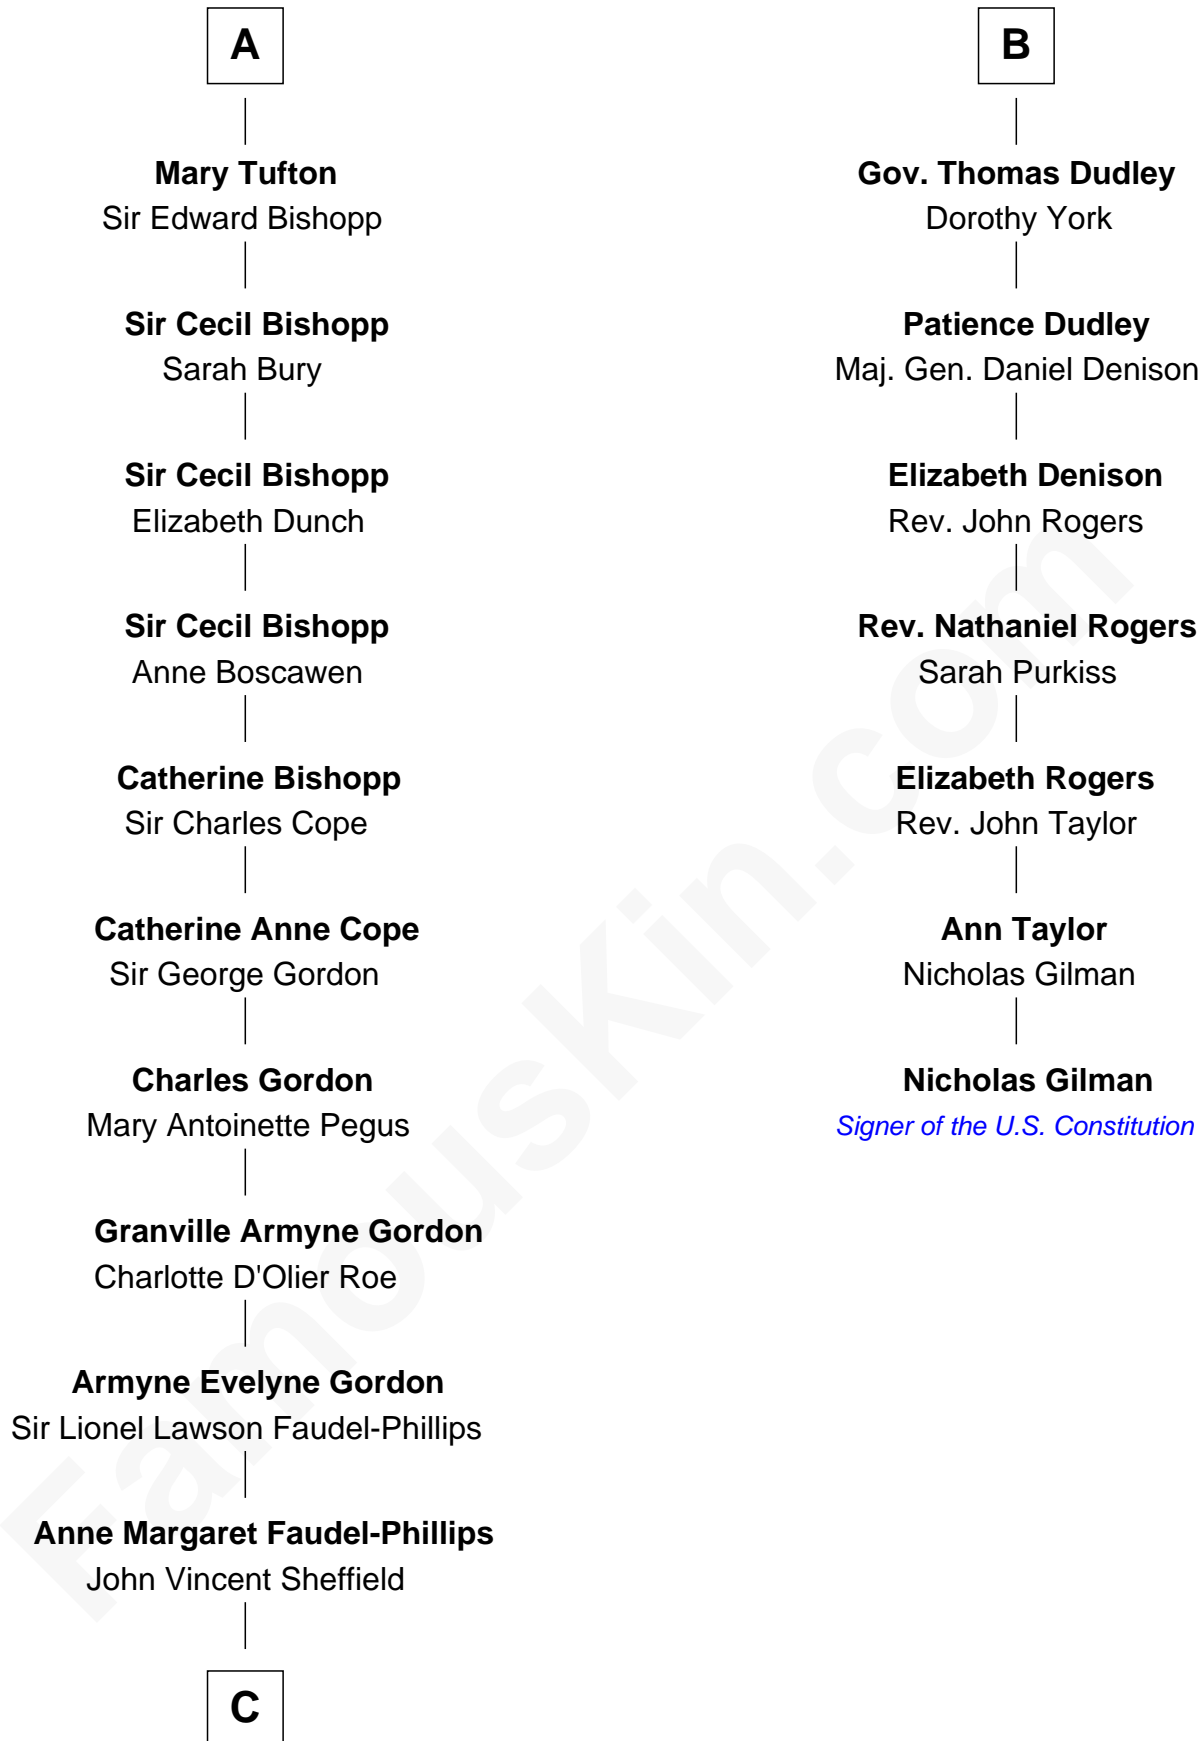 A
Mary Tufton
Sir Edward Bishopp
Sir Cecil Bishopp
Sarah Bury
Sir Cecil Bishopp
Elizabeth Dunch
Sir Cecil Bishopp
Anne Boscawen
Catherine Bishopp
Sir Charles Cope
Catherine Anne Cope
Sir George Gordon
Charles Gordon
Mary Antoinette Pegus
Granville Armyne Gordon
Charlotte D'Olier Roe
Armyne Evelyne Gordon
Sir Lionel Lawson Faudel-Phillips
Anne Margaret Faudel-Phillips
John Vincent Sheffield
C
B
Gov. Thomas Dudley
Dorothy York
Patience Dudley
Maj. Gen. Daniel Denison
Elizabeth Denison
Rev. John Rogers
Rev. Nathaniel Rogers
Sarah Purkiss
Elizabeth Rogers
Rev. John Taylor
Ann Taylor
Nicholas Gilman
Nicholas Gilman
Signer of the U.S. Constitution
FamousKin.com